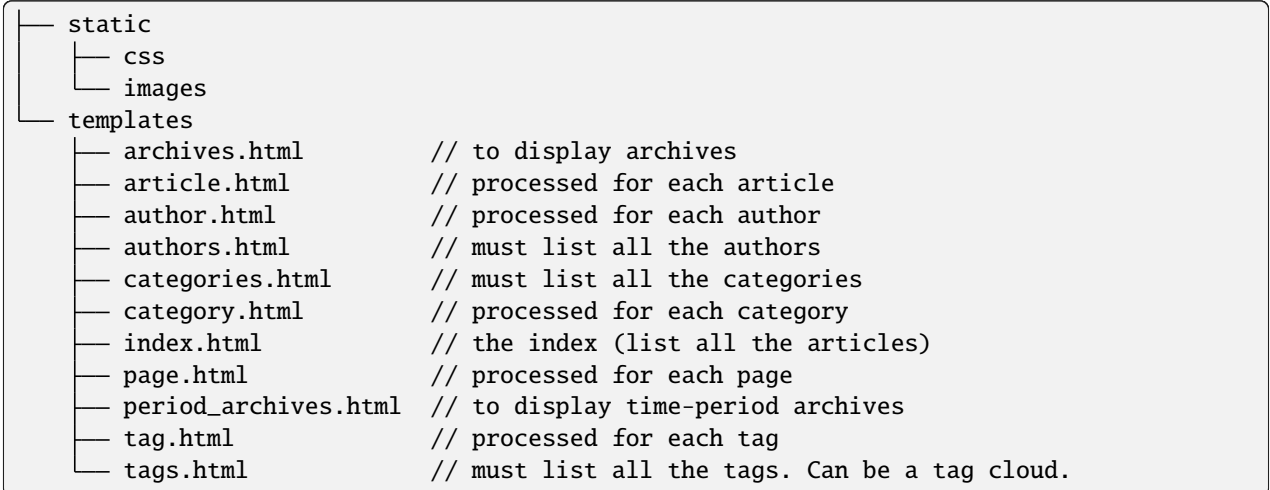 ├── static
│   ├── css
│   └── images
└── templates
    ├── archives.html         // to display archives
    ├── article.html          // processed for each article
    ├── author.html           // processed for each author
    ├── authors.html          // must list all the authors
    ├── categories.html       // must list all the categories
    ├── category.html         // processed for each category
    ├── index.html            // the index (list all the articles)
    ├── page.html             // processed for each page
    ├── period_archives.html  // to display time-period archives
    ├── tag.html              // processed for each tag
    └── tags.html             // must list all the tags. Can be a tag cloud.